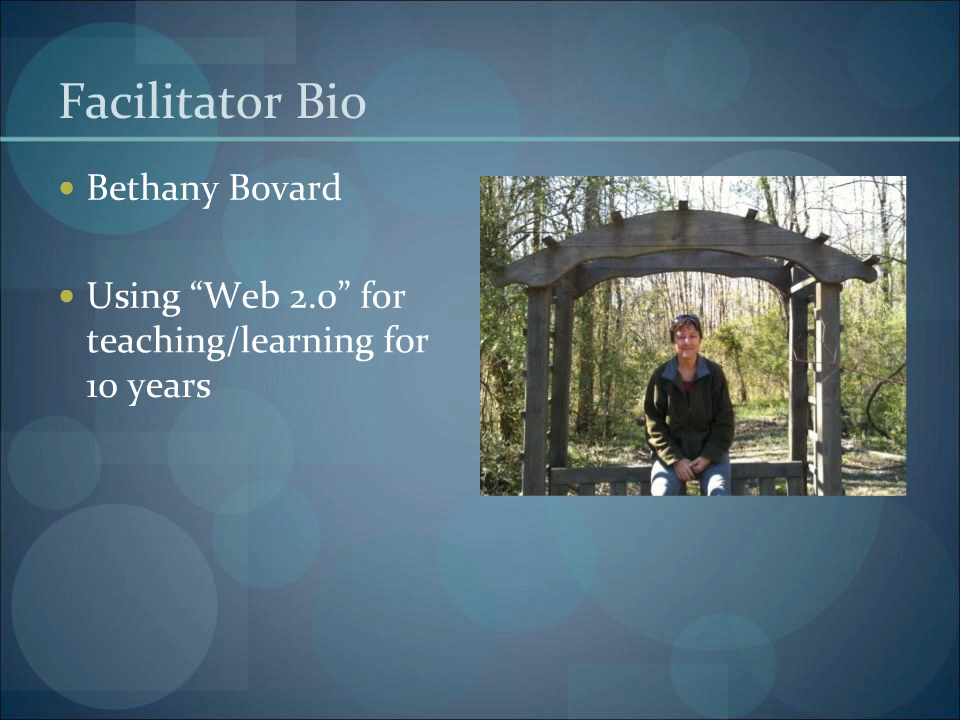 Facilitator Bio
Bethany Bovard
Using “Web 2.0” for
teaching/learning for
10 years